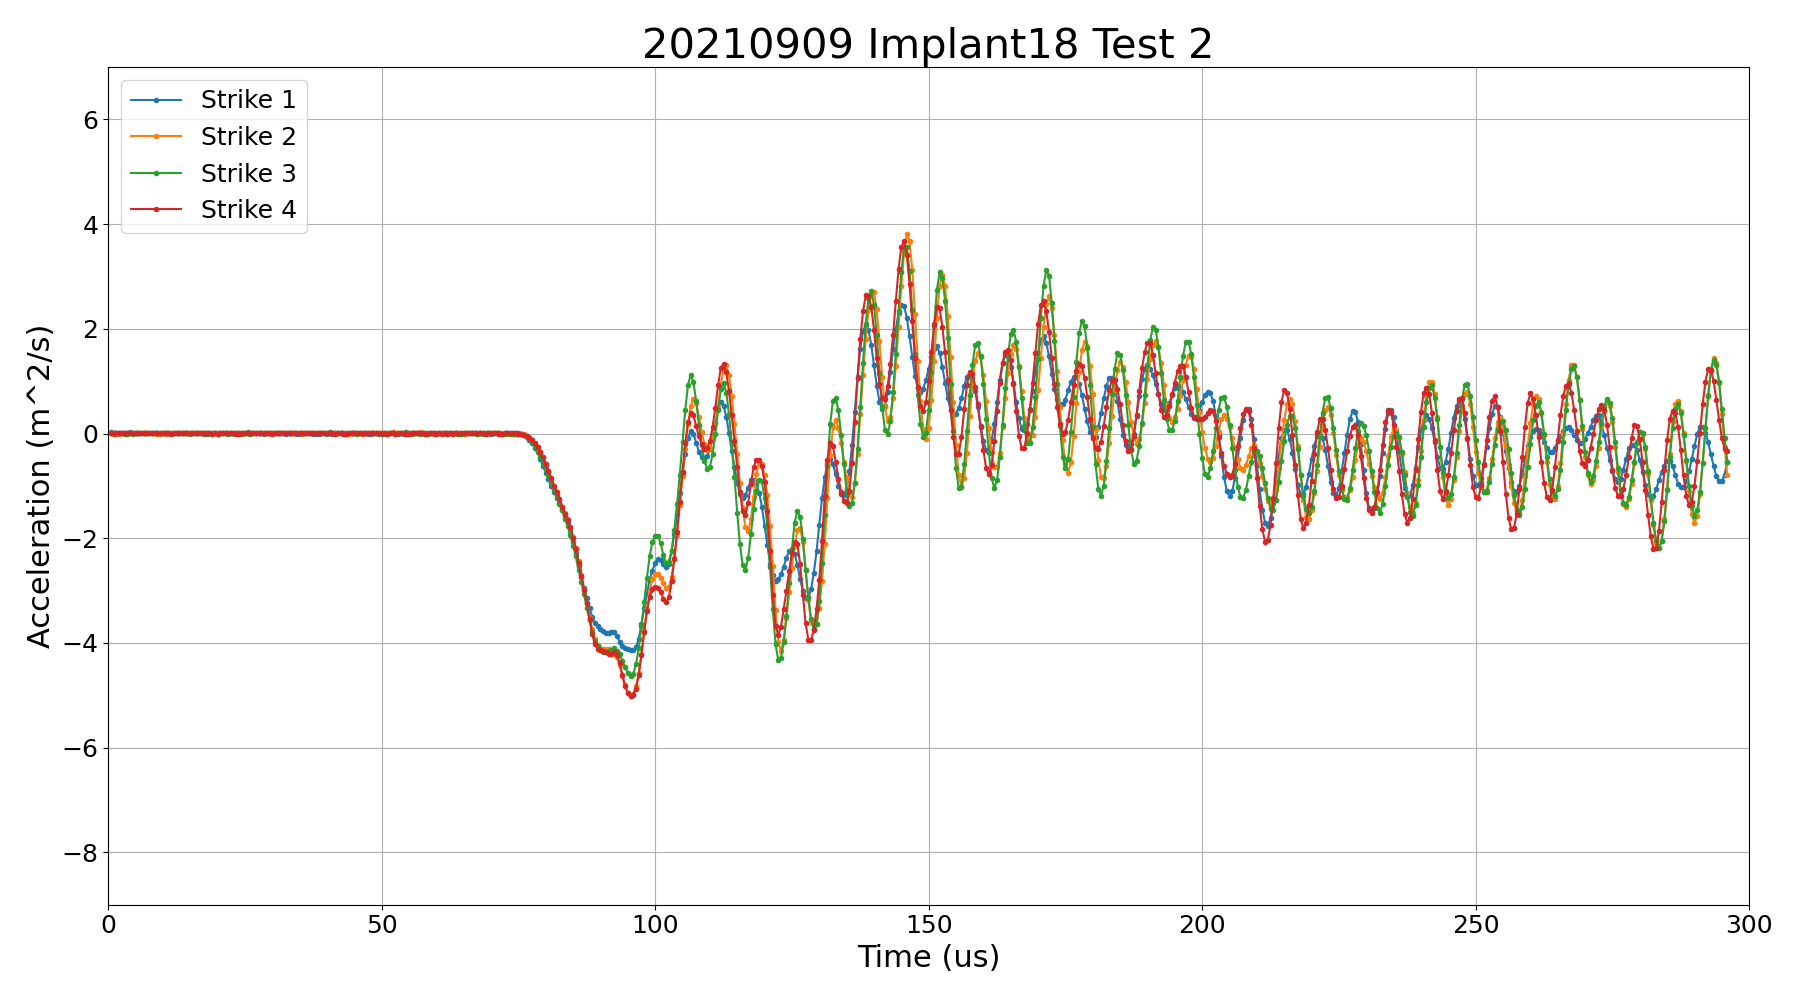 20210909 Implant18 Test 2
Strike 1
Strike 2
Strike 3
Strike 4
6
4
2
0
−2
−4
−6
−8
Acceleration (m^2/s)
0 50 100 150 200 250 300
Time (us)